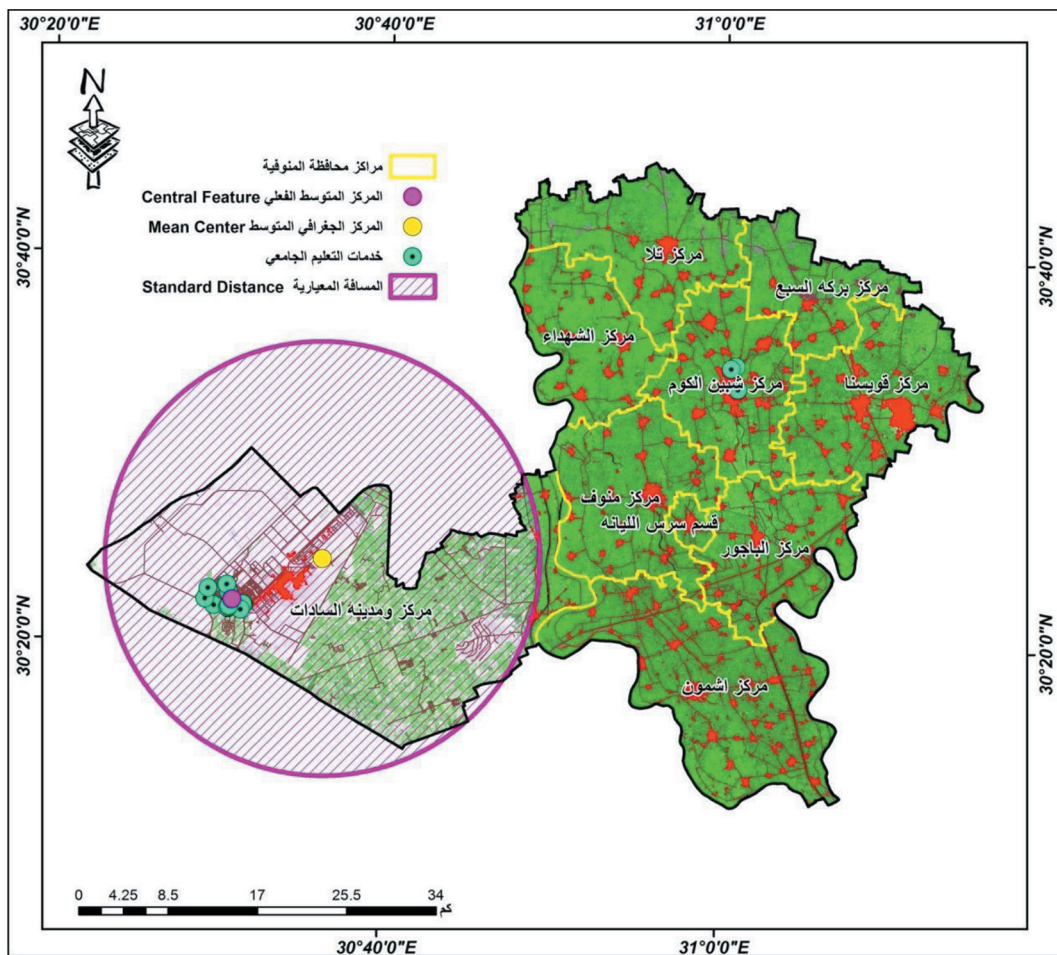 30°20'0"E
30°40'0"E
31°0'0"E
N
مراكز محافظة المنوفية
المركز المتوسط الفعلي Central Feature
المركز الجغرافي المتوسط Mean Center
خدمات التعليم الجامعي
المسافة المعيارية Standard Distance
30°40'0"N
30°40'0"N
مركز تلا
مركز بركه السبع
مركز الشهداء
مركز شبين الكوم
مركز قويسنا
مركز منوف
قسم سرس الليانه
مركز الباجور
مركز ومدينه السادات
30°20'0"N
30°20'0"N
مركز اشمون
0 4.25 8.5 17 25.5 34
كم
30°40'0"E
31°0'0"E